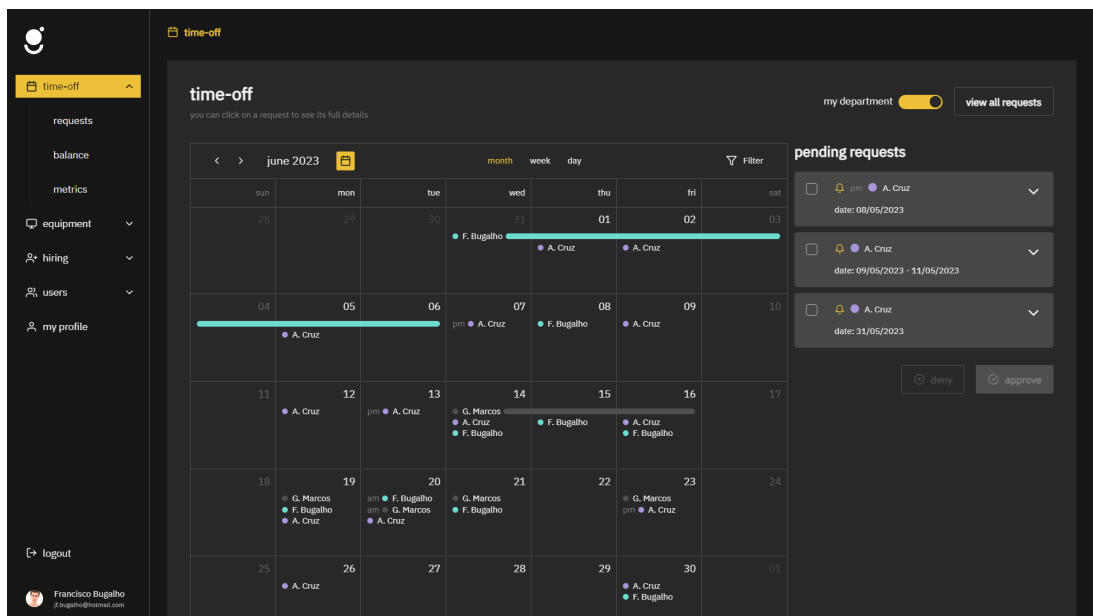 time-off
requests
balance
metrics
equipment
hiring
users
my profile
logout
Francisco Bugalho
jf.bugalho@hotmail.com
time-off
time-off
you can click on a request to see its full details
my department
view all requests
june 2023
month week day
Filter
sun mon tue wed thu fri sat
28 29 30 31 01 02 03
F. Bugalho
A. Cruz A. Cruz
04 05 06 07 08 09 10
pm A. Cruz F. Bugalho A. Cruz
A. Cruz
11 12 13 14 15 16 17
A. Cruz pm A. Cruz G. Marcos
A. Cruz F. Bugalho A. Cruz
F. Bugalho F. Bugalho
18 19 20 21 22 23 24
G. Marcos am F. Bugalho G. Marcos G. Marcos
F. Bugalho am G. Marcos F. Bugalho pm A. Cruz
A. Cruz A. Cruz
25 26 27 28 29 30 01
A. Cruz A. Cruz
F. Bugalho
pending requests
pm A. Cruz
date: 08/05/2023
A. Cruz
date: 09/05/2023 - 11/05/2023
A. Cruz
date: 31/05/2023
deny
approve